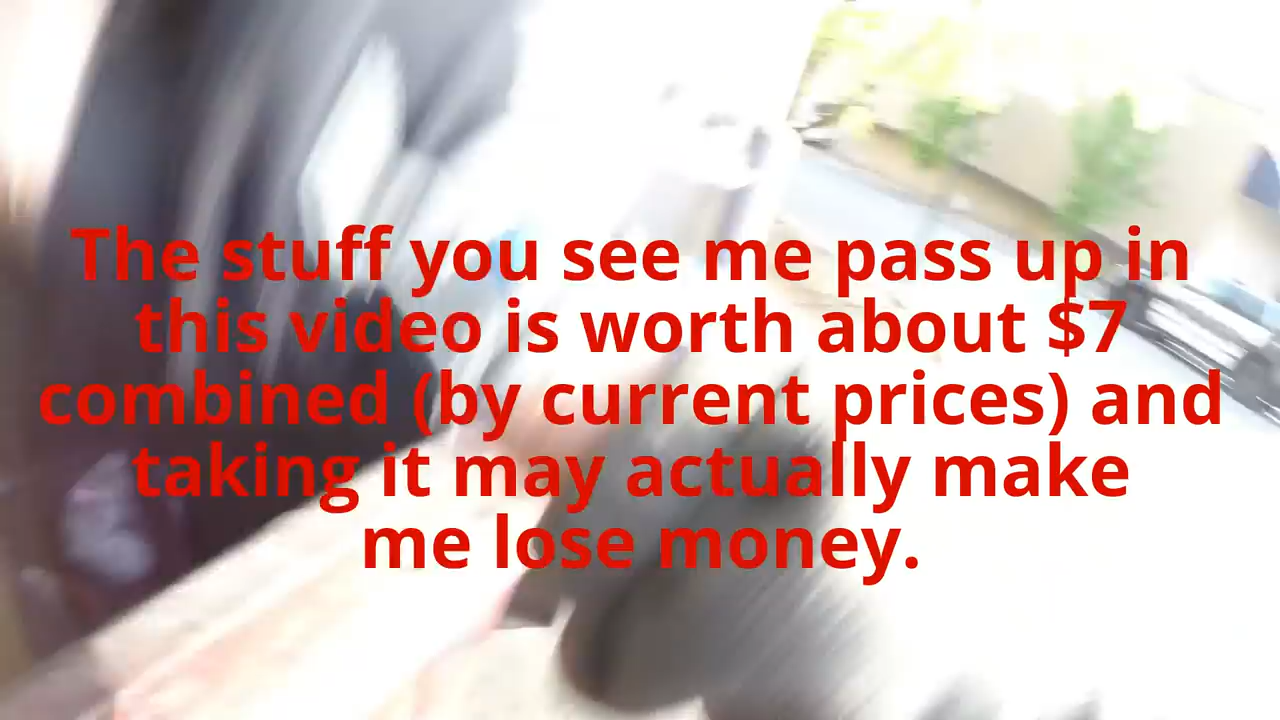 The stuff you see me pass up in
this video is worth about $7
combined (by current prices) and
taking it may actually make
me lose money.